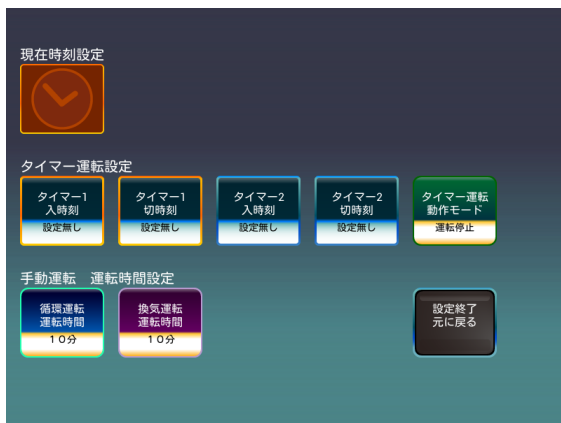 現在時刻設定
タイマー運転設定
タイマー1
入時刻
設定無し
タイマー1
切時刻
設定無し
タイマー2
入時刻
設定無し
タイマー2
切時刻
設定無し
タイマー運転
動作モード
運転停止
手動運転　運転時間設定
循環運転
運転時間
１０分
換気運転
運転時間
１０分
設定終了
元に戻る